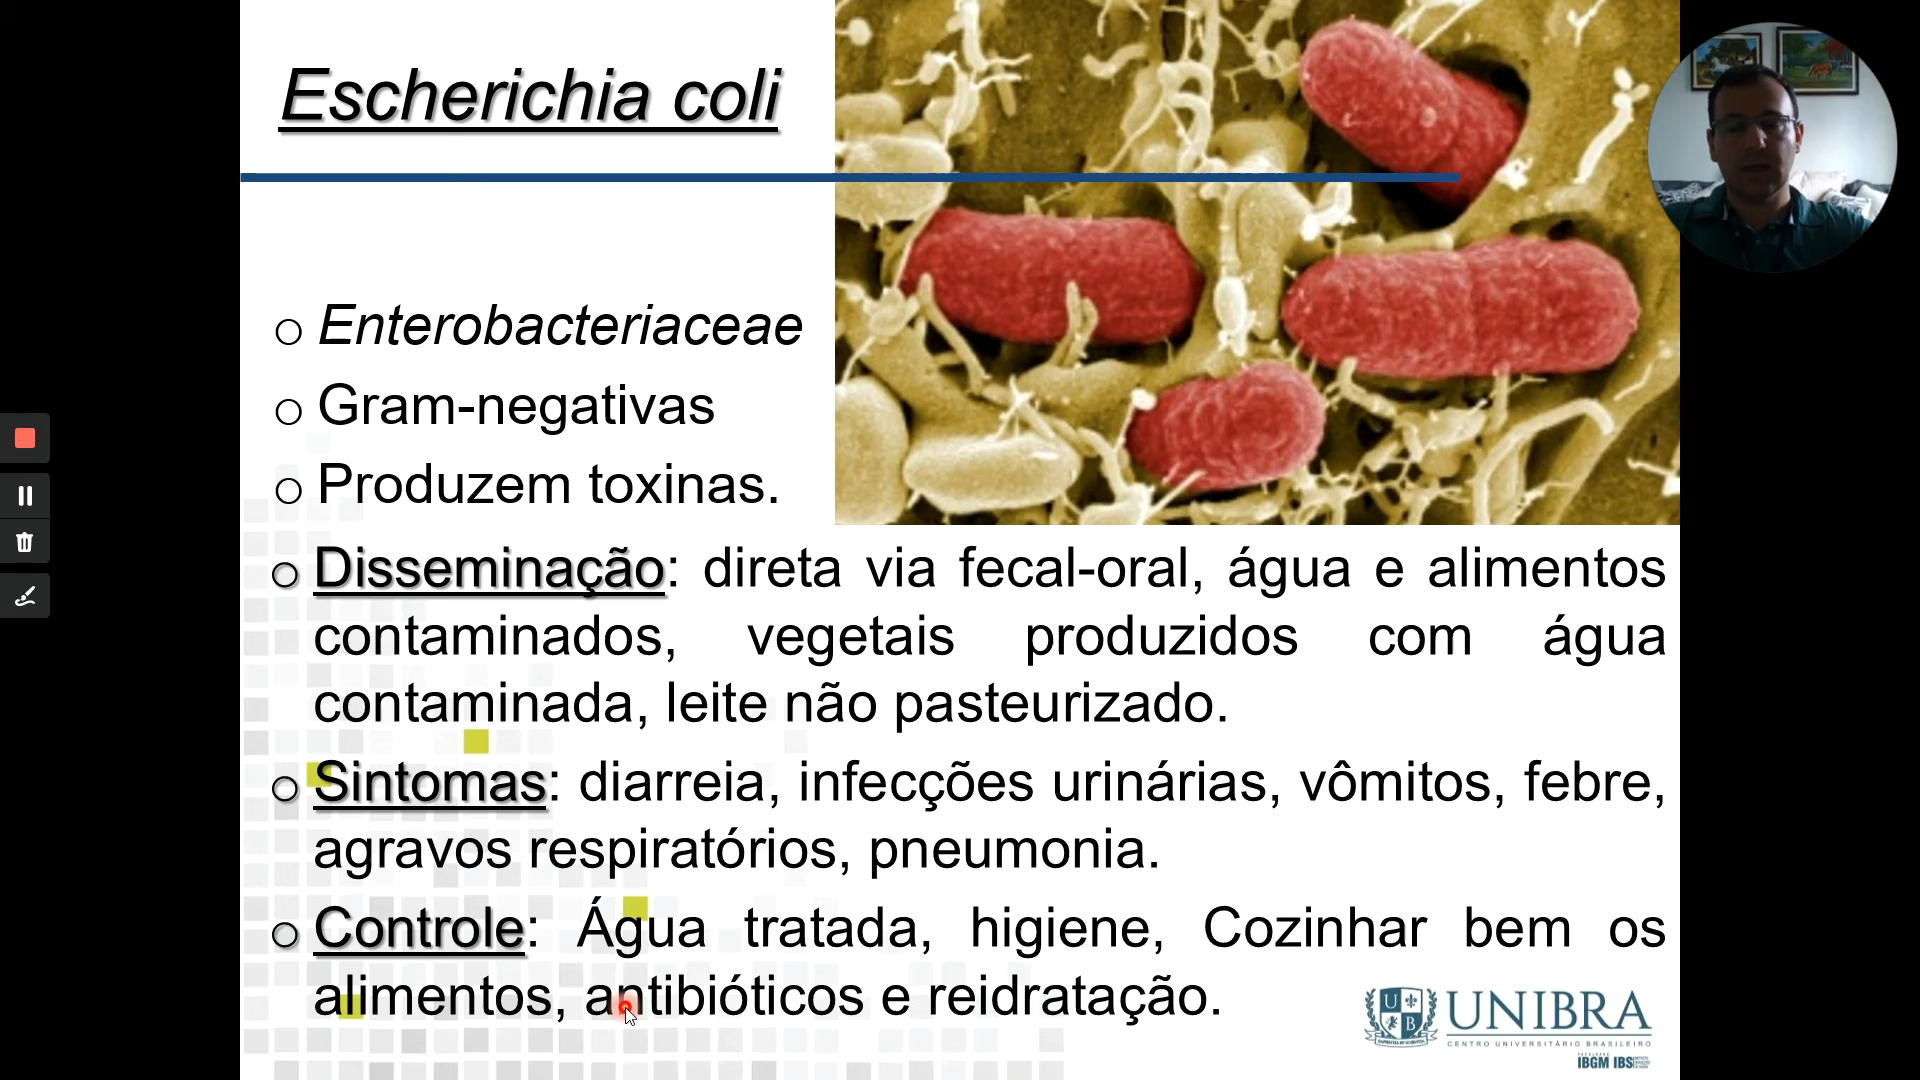 Escherichia coli
Enterobacteriaceae
Gram-negativas
Produzem toxinas.
Disseminação: direta via fecal-oral, água e alimentos
contaminados, vegetais produzidos com água
contaminada, leite não pasteurizado.
Sintomas: diarreia, infecções urinárias, vômitos, febre,
agravos respiratórios, pneumonia.
Controle: Água tratada, higiene, Cozinhar bem os
alimentos, antibióticos e reidratação.
U
B
UNIBRA
CENTRO UNIVERSITÁRIO BRASILEIRO
IBGM IBS